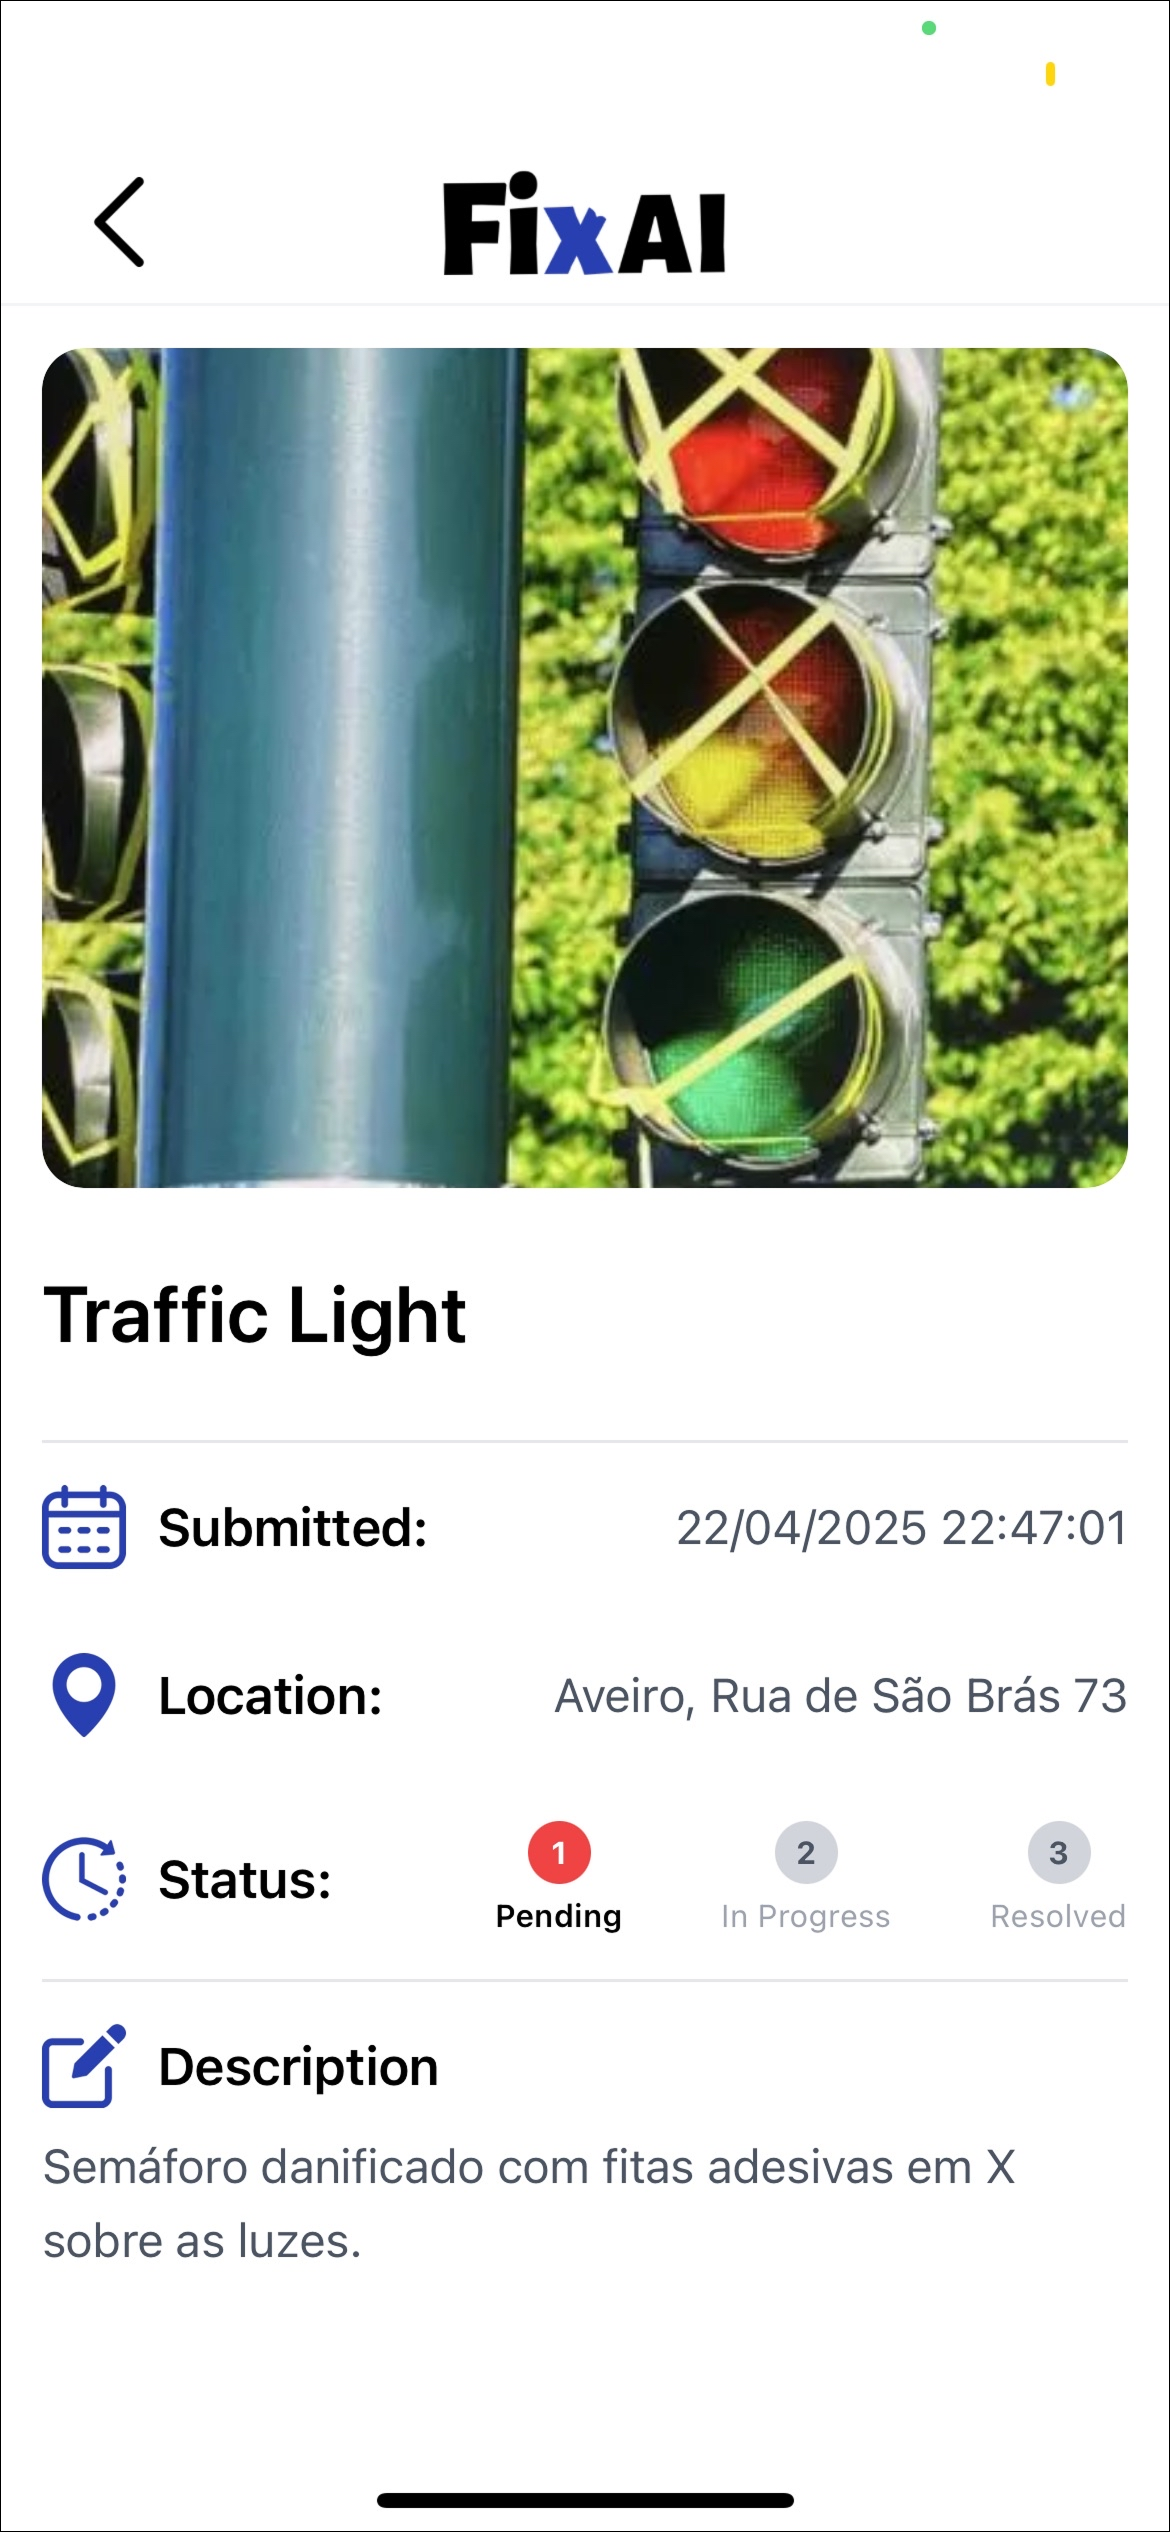 FixAI
Traffic Light
Submitted:
22/04/2025 22:47:01
Location:
Aveiro, Rua de São Brás 73
Status:
1
2
3
Pending
In Progress
Resolved
Description
Semáforo danificado com fitas adesivas em X
sobre as luzes.